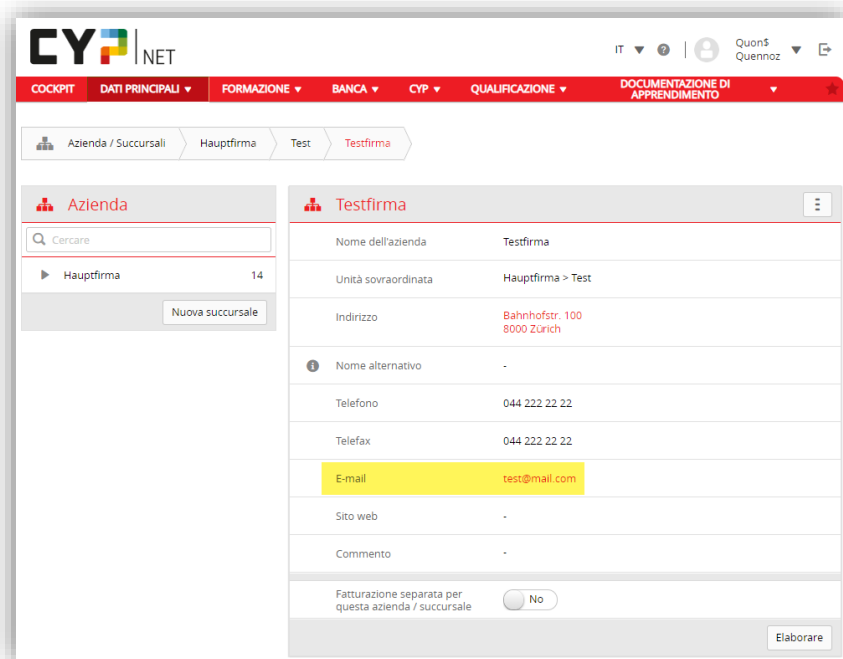 CYP NET
IT
Quon$
Quennoz
COCKPIT DATI PRINCIPALI FORMAZIONE BANCA CYP QUALIFICAZIONE DOCUMENTAZIONE DI
APPRENDIMENTO
Azienda / Succursali Hauptfirma Test Testfirma
Azienda
Cercare
Hauptfirma 14
Nuova succursale
Testfirma
Nome dell'azienda Testfirma
Unità sovraordinata Hauptfirma > Test
Indirizzo Bahnhofstr. 100
8000 Zürich
Nome alternativo -
Telefono 044 222 22 22
Telefax 044 222 22 22
E-mail test@mail.com
Sito web -
Commento -
Fatturazione separata per
questa azienda / succursale No
Elaborare